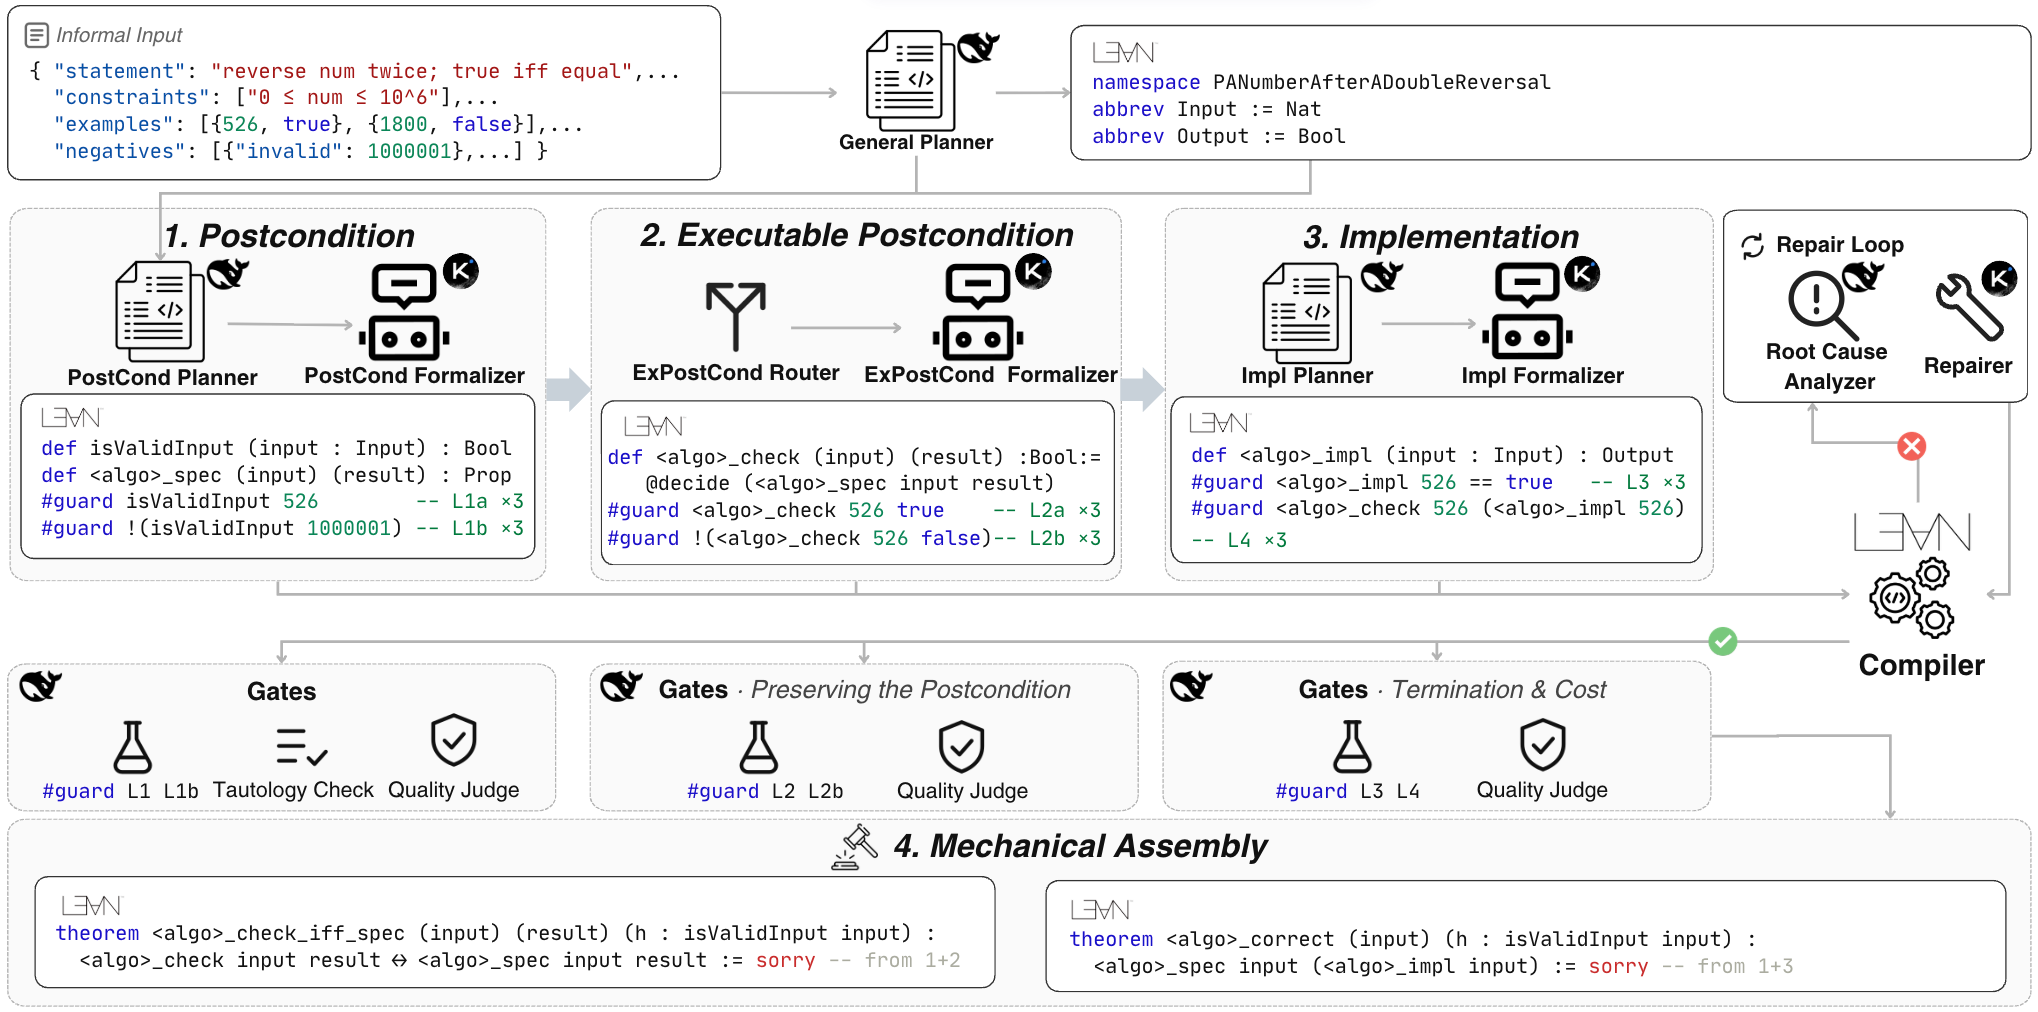 Informal Input
{ "statement": "reverse num twice; true iff equal",...
"constraints": ["0 ≤ num ≤ 10^6"],...
"examples": [{526, true}, {1800, false}],...
"negatives": [{"invalid": 1000001},...] }
General Planner
L∃∀N
namespace PANumberAfterADoubleReversal
abbrev Input := Nat
abbrev Output := Bool
1. Postcondition
PostCond Planner
PostCond Formalizer
L∃∀N
def isValidInput (input : Input) : Bool
def <algo>_spec (input) (result) : Prop
#guard isValidInput 526 -- L1a ×3
#guard !(isValidInput 1000001) -- L1b ×3
2. Executable Postcondition
ExPostCond Router
ExPostCond Formalizer
L∃∀N
def <algo>_check (input) (result) :Bool:=
@decide (<algo>_spec input result)
#guard <algo>_check 526 true -- L2a ×3
#guard !(<algo>_check 526 false)-- L2b ×3
3. Implementation
Impl Planner
Impl Formalizer
L∃∀N
def <algo>_impl (input : Input) : Output
#guard <algo>_impl 526 == true -- L3 ×3
#guard <algo>_check 526 (<algo>_impl 526)
-- L4 ×3
Repair Loop
Root Cause
Analyzer
Repairer
L∃∀N
Compiler
Gates
#guard L1 L1b
Tautology Check
Quality Judge
Gates · Preserving the Postcondition
#guard L2 L2b
Quality Judge
Gates · Termination & Cost
#guard L3 L4
Quality Judge
4. Mechanical Assembly
L∃∀N
theorem <algo>_check_iff_spec (input) (result) (h : isValidInput input) :
<algo>_check input result ↔ <algo>_spec input result := sorry -- from 1+2
L∃∀N
theorem <algo>_correct (input) (h : isValidInput input) :
<algo>_spec input (<algo>_impl input) := sorry -- from 1+3